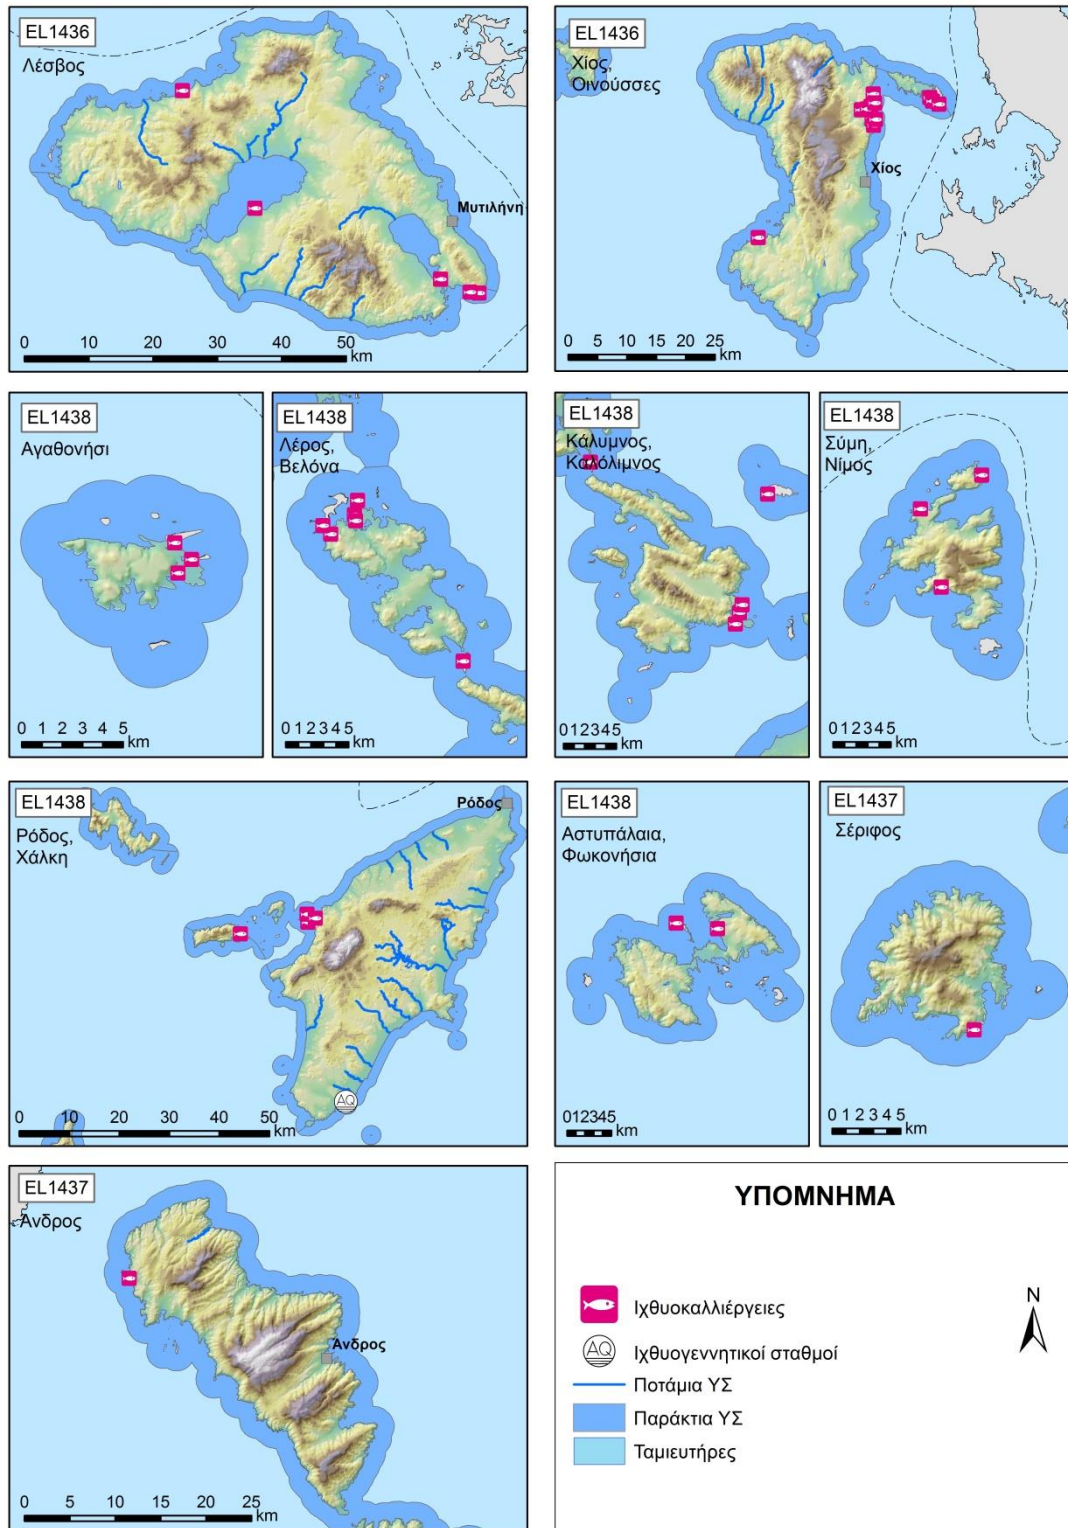 EL1436
Λέσβος
Μυτιλήνη
0 10 20 30 40 50
km
EL1436
Χίος,
Οινούσσες
Χίος
0 5 10 15 20 25
km
EL1438
Αγαθονήσι
0 1 2 3 4 5
km
EL1438
Λέρος,
Βελόνα
0 1 2 3 4 5
km
EL1438
Κάλυμνος,
Καλόλιμνος
0 1 2 3 4 5
km
EL1438
Σύμη,
Νίμος
0 1 2 3 4 5
km
EL1438
Ρόδος,
Χάλκη
Ρόδος
AQ
0 10 20 30 40 50
km
EL1438
Αστυπάλαια,
Φωκονήσια
0 1 2 3 4 5
km
EL1437
Σέριφος
0 1 2 3 4 5
km
EL1437
Άνδρος
Άνδρος
0 5 10 15 20 25
km
ΥΠΟΜΝΗΜΑ
Ιχθυοκαλλιέργειες
AQ Ιχθυογεννητικοί σταθμοί
Ποτάμια ΥΣ
Παράκτια ΥΣ
Ταμιευτήρες
N